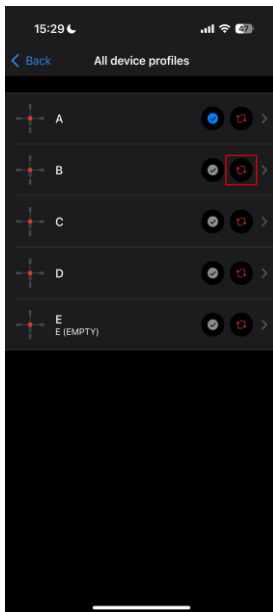 15:29
47
Back
All device profiles
A
B
C
D
E
E (EMPTY)